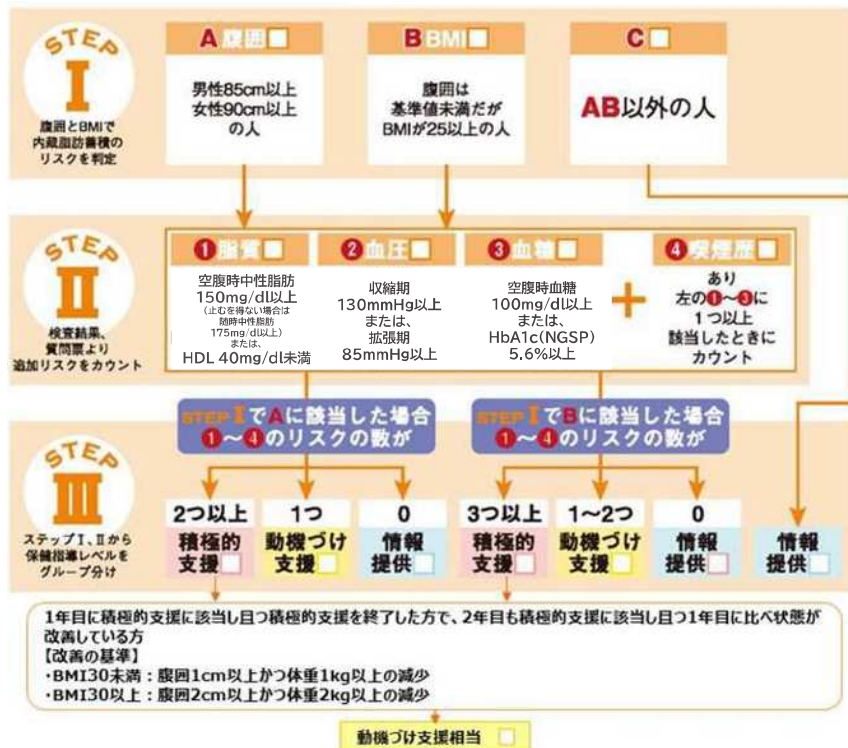 STEP
I
腹囲とBMIで
内蔵脂肪蓄積の
リスクを判定
A 腹囲
男性85cm以上
女性90cm以上
の人
B BMI
腹囲は
基準値未満だが
BMIが25以上の人
C
AB以外の人
STEP
II
検査結果、
質問票より
追加リスクをカウント
❶脂質
空腹時中性脂肪
150mg/dl以上
(止むを得ない場合は
随時中性脂肪
175mg/dl以上)
または、
HDL 40mg/dl未満
❷血圧
収縮期
130mmHg以上
または、
拡張期
85mmHg以上
❸血糖
空腹時血糖
100mg/dl以上
または、
HbA1c(NGSP)
5.6%以上
+
❹喫煙歴
あり
左の❶~❸に
1つ以上
該当したときに
カウント
STEP IでAに該当した場合
❶~❹のリスクの数が
STEP IでBに該当した場合
❶~❹のリスクの数が
STEP
III
ステップI、IIから
保健指導レベルを
グループ分け
2つ以上
積極的
支援
1つ
動機づけ
支援
0
情報
提供
3つ以上
積極的
支援
1~2つ
動機づけ
支援
0
情報
提供
情報
提供
1年目に積極的支援に該当し且つ積極的支援を終了した方で、2年目も積極的支援に該当し且つ1年目に比べ状態が
改善している方
【改善の基準】
・BMI30未満：腹囲1cm以上かつ体重1kg以上の減少
・BMI30以上：腹囲2cm以上かつ体重2kg以上の減少
動機づけ支援相当